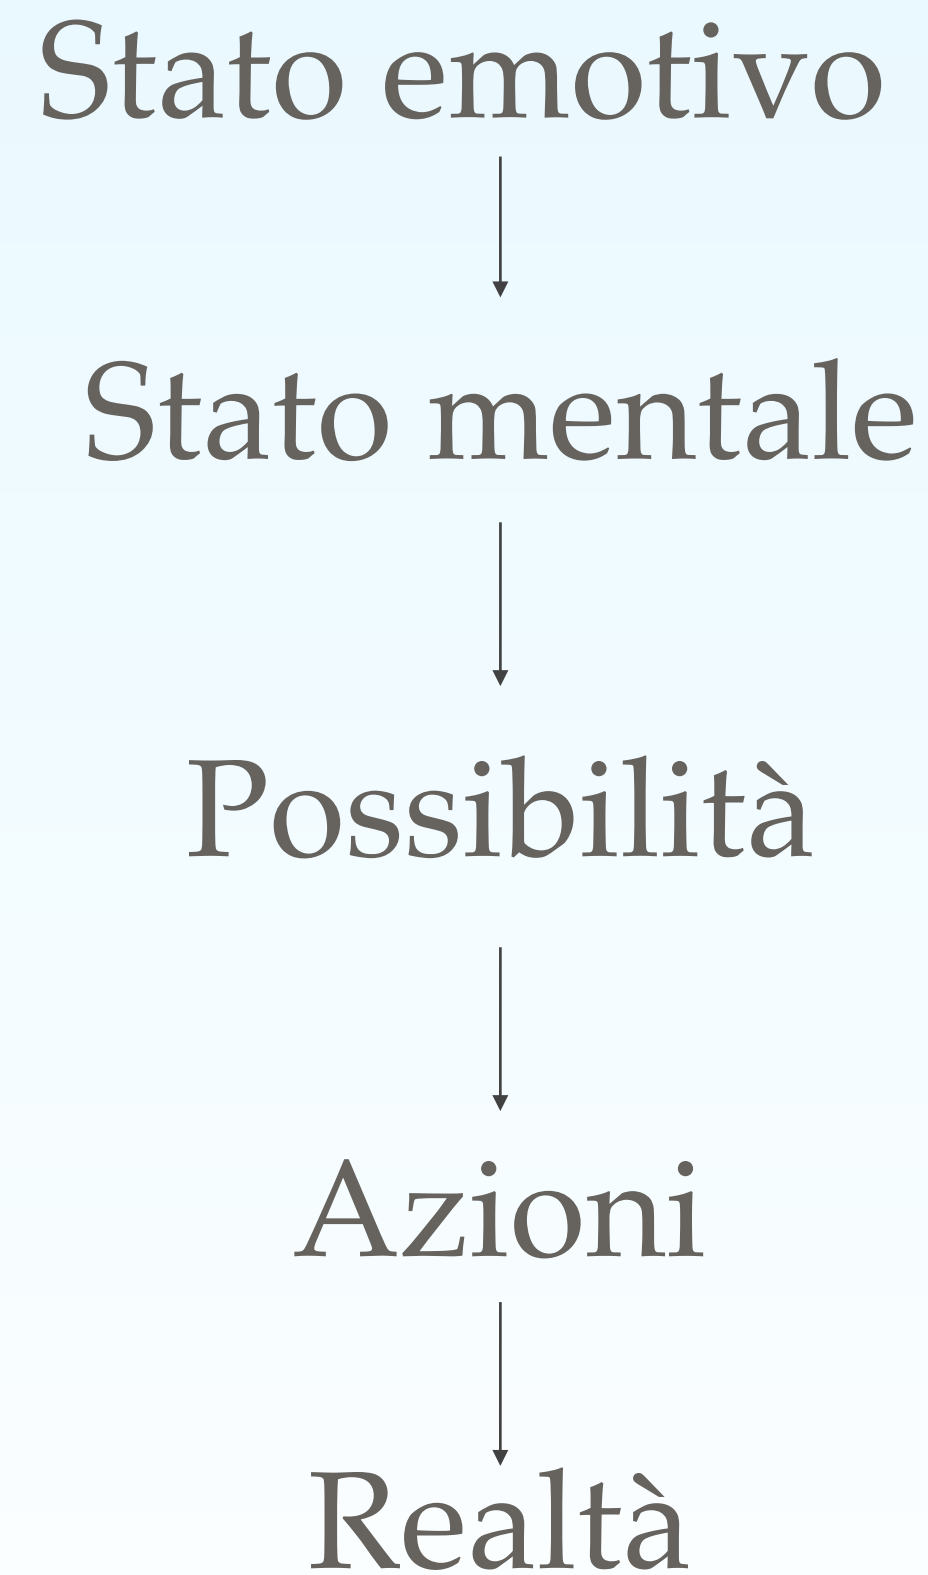 Stato emotivo
Stato mentale
Possibilità
Azioni
Realtà